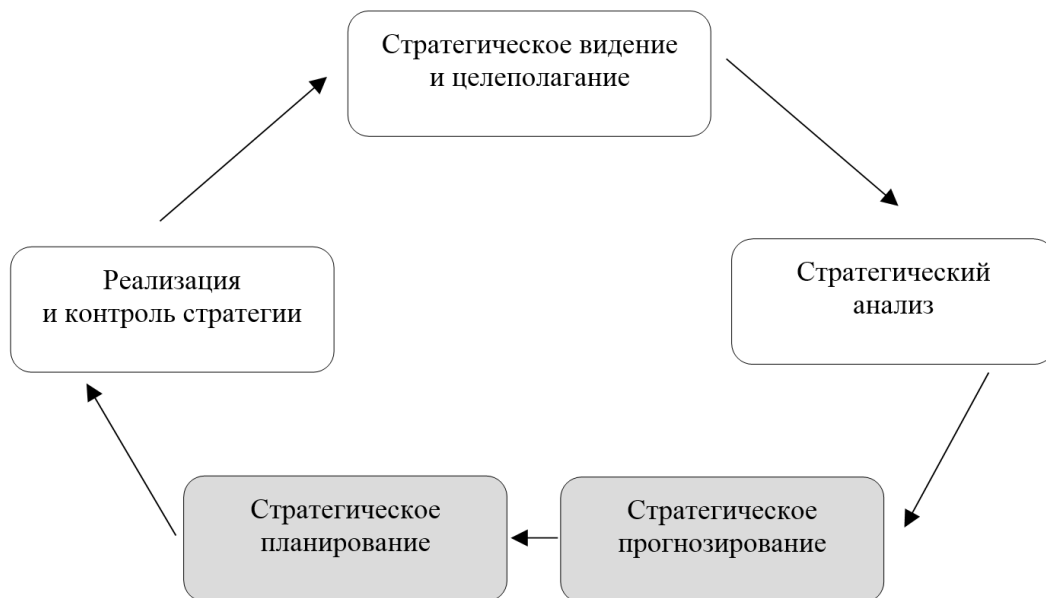 Стратегическое видение
и целеполагание
Стратегический
анализ
Стратегическое
прогнозирование
Стратегическое
планирование
Реализация
и контроль стратегии